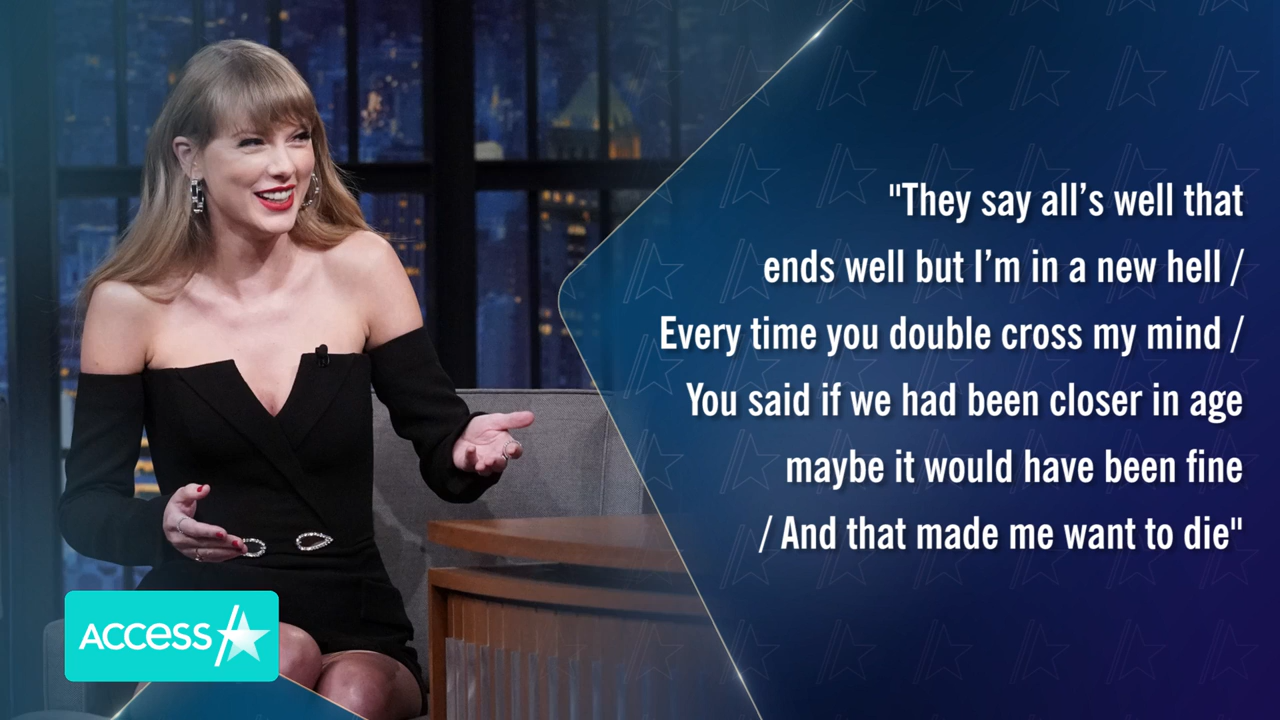 "They say all’s well that
ends well but I’m in a new hell /
Every time you double cross my mind /
You said if we had been closer in age
maybe it would have been fine
/ And that made me want to die"
ACCESS